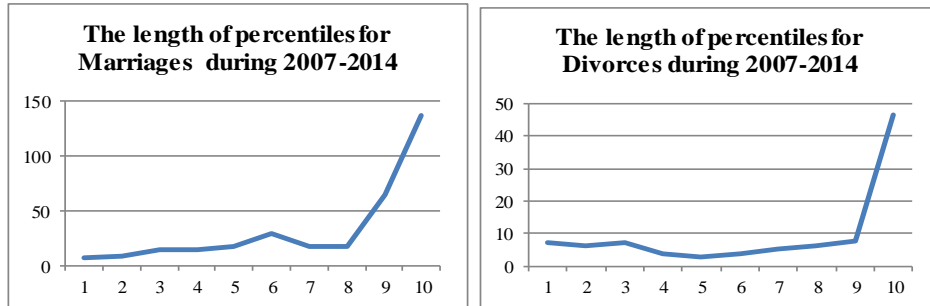 The length of percentiles for
Marriages during 2007-2014
150
100
50
0
1 2 3 4 5 6 7 8 9 10
The length of percentiles for
Divorces during 2007-2014
50
40
30
20
10
0
1 2 3 4 5 6 7 8 9 10